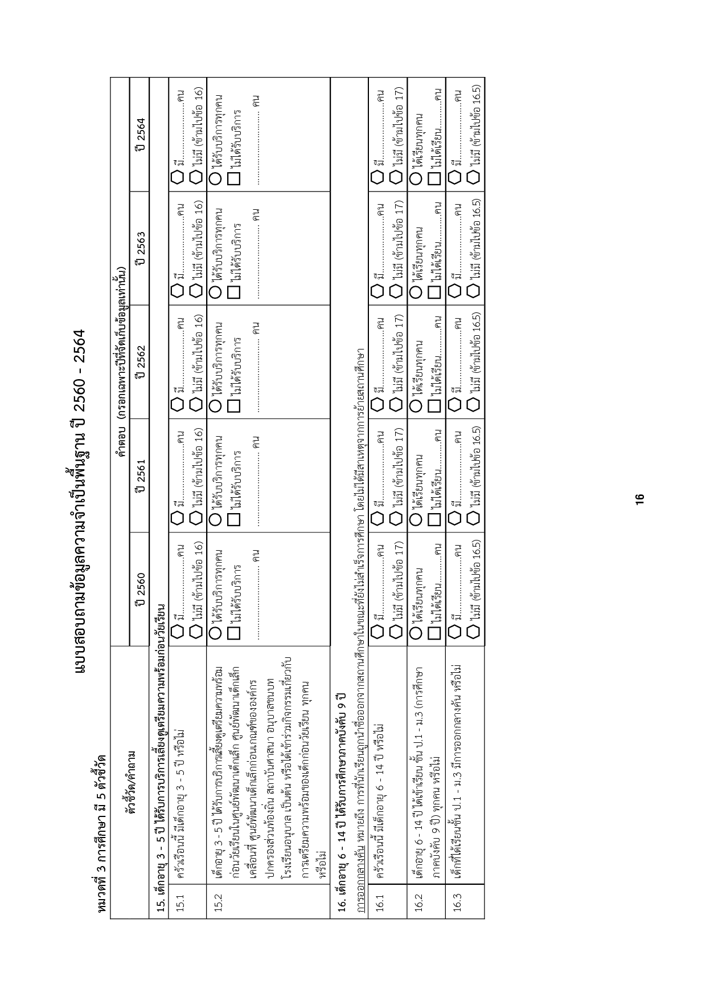 แบบสอบถามข้อมูลความจำเป็นพื้นฐาน ปี 2560 - 2564
หมวดที่ 3 การศึกษา มี 5 ตัวชี้วัด
ตัวชี้วัด/คำถาม
คำตอบ (กรอกเฉพาะปีที่จัดเก็บข้อมูลเท่านั้น)
ปี 2560 ปี 2561 ปี 2562 ปี 2563 ปี 2564
15. เด็กอายุ 3 - 5 ปี ได้รับการบริการเลี้ยงดูเตรียมความพร้อมก่อนวัยเรียน
15.1 ครัวเรือนนี้ มีเด็กอายุ 3 - 5 ปี หรือไม่
มี.....................คน มี.....................คน มี.....................คน มี.....................คน มี.....................คน
ไม่มี (ข้ามไปข้อ 16) ไม่มี (ข้ามไปข้อ 16) ไม่มี (ข้ามไปข้อ 16) ไม่มี (ข้ามไปข้อ 16) ไม่มี (ข้ามไปข้อ 16)
15.2 เด็กอายุ 3 - 5 ปี ได้รับการบริการเลี้ยงดูเตรียมความพร้อม
ก่อนวัยเรียนในศูนย์พัฒนาเด็กเล็ก ศูนย์พัฒนาเด็กเล็ก
เคลื่อนที่ ศูนย์พัฒนาเด็กเล็กก่อนเกณฑ์ขององค์กร
ปกครองส่วนท้องถิ่น สถาบันศาสนา อนุบาลชนบท
โรงเรียนอนุบาล เป็นต้น หรือได้เข้าร่วมกิจกรรมเกี่ยวกับ
การเตรียมความพร้อมของเด็กก่อนวัยเรียน ทุกคน
หรือไม่
ได้รับบริการทุกคน ได้รับบริการทุกคน ได้รับบริการทุกคน ได้รับบริการทุกคน ได้รับบริการทุกคน
ไม่ได้รับบริการ ไม่ได้รับบริการ ไม่ได้รับบริการ ไม่ได้รับบริการ ไม่ได้รับบริการ
............................ คน ............................ คน ............................ คน ............................ คน ............................ คน
16. เด็กอายุ 6 - 14 ปี ได้รับการศึกษาภาคบังคับ 9 ปี
การออกกลางคัน หมายถึง การที่นักเรียนถูกนำชื่อออกจากสถานศึกษาในขณะที่ยังไม่สำเร็จการศึกษา โดยไม่ได้มีสาเหตุจากการย้ายสถานศึกษา
16.1 ครัวเรือนนี้ มีเด็กอายุ 6 - 14 ปี หรือไม่
มี.....................คน มี.....................คน มี.....................คน มี.....................คน มี.....................คน
ไม่มี (ข้ามไปข้อ 17) ไม่มี (ข้ามไปข้อ 17) ไม่มี (ข้ามไปข้อ 17) ไม่มี (ข้ามไปข้อ 17) ไม่มี (ข้ามไปข้อ 17)
16.2 เด็กอายุ 6 - 14 ปี ได้เข้าเรียน ชั้น ป.1 - ม.3 (การศึกษา
ภาคบังคับ 9 ปี) ทุกคน หรือไม่
ได้เรียนทุกคน ได้เรียนทุกคน ได้เรียนทุกคน ได้เรียนทุกคน ได้เรียนทุกคน
ไม่ได้เรียน...........คน ไม่ได้เรียน...........คน ไม่ได้เรียน...........คน ไม่ได้เรียน...........คน ไม่ได้เรียน...........คน
16.3 เด็กที่ได้เรียนชั้น ป.1 - ม.3 มีการออกกลางคัน หรือไม่
มี.....................คน มี.....................คน มี.....................คน มี.....................คน มี.....................คน
ไม่มี (ข้ามไปข้อ 16.5) ไม่มี (ข้ามไปข้อ 16.5) ไม่มี (ข้ามไปข้อ 16.5) ไม่มี (ข้ามไปข้อ 16.5) ไม่มี (ข้ามไปข้อ 16.5)
16